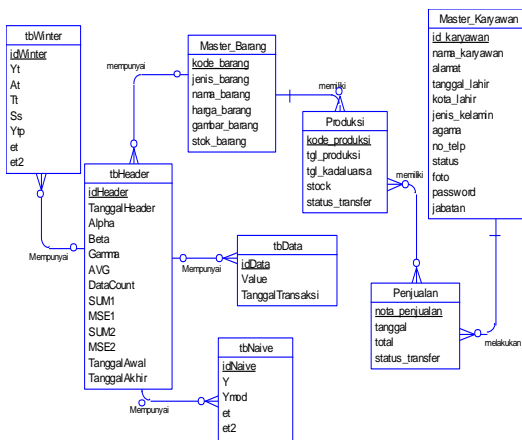 tbWinter
idWinter
Yt
At
Tt
Ss
Ytp
et
et2
mempunyai
Master_Barang
kode_barang
jenis_barang
nama_barang
harga_barang
gambar_barang
stok_barang
memilki
Produksi
kode_produksi
tgl_produksi
tgl_kadaluarsa
stock
status_transfer
memilki
Master_Karyawan
id_karyawan
nama_karyawan
alamat
tanggal_lahir
kota_lahir
jenis_kelamin
agama
no_telp
status
foto
password
jabatan
tbHeader
idHeader
TanggalHeader
Alpha
Beta
Gamma
AVG
DataCount
SUM1
MSE1
SUM2
MSE2
TanggalAwal
TanggalAkhir
Mempunyai
Mempunyai
tbData
idData
Value
TanggalTransaksi
Penjualan
nota_penjualan
tanggal
total
status_transfer
melakukan
Mempunyai
tbNaive
idNaive
Y
Ymod
et
et2